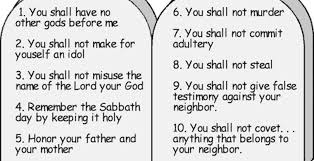 1. You shall have no
other gods before me
2. You shall not make for
youself an idol
3. You shall not misuse the
name of the Lord your God
4. Remember the Sabbath
day by keeping it holy
5. Honor your father and
your mother
6. You shall not murder
7. You shall not commit
adultery
8. You shall not steal
9. You shall not give false
testimony against your
neighbor.
10. You shall not covet. . .
anything that belongs to
your neighbor.